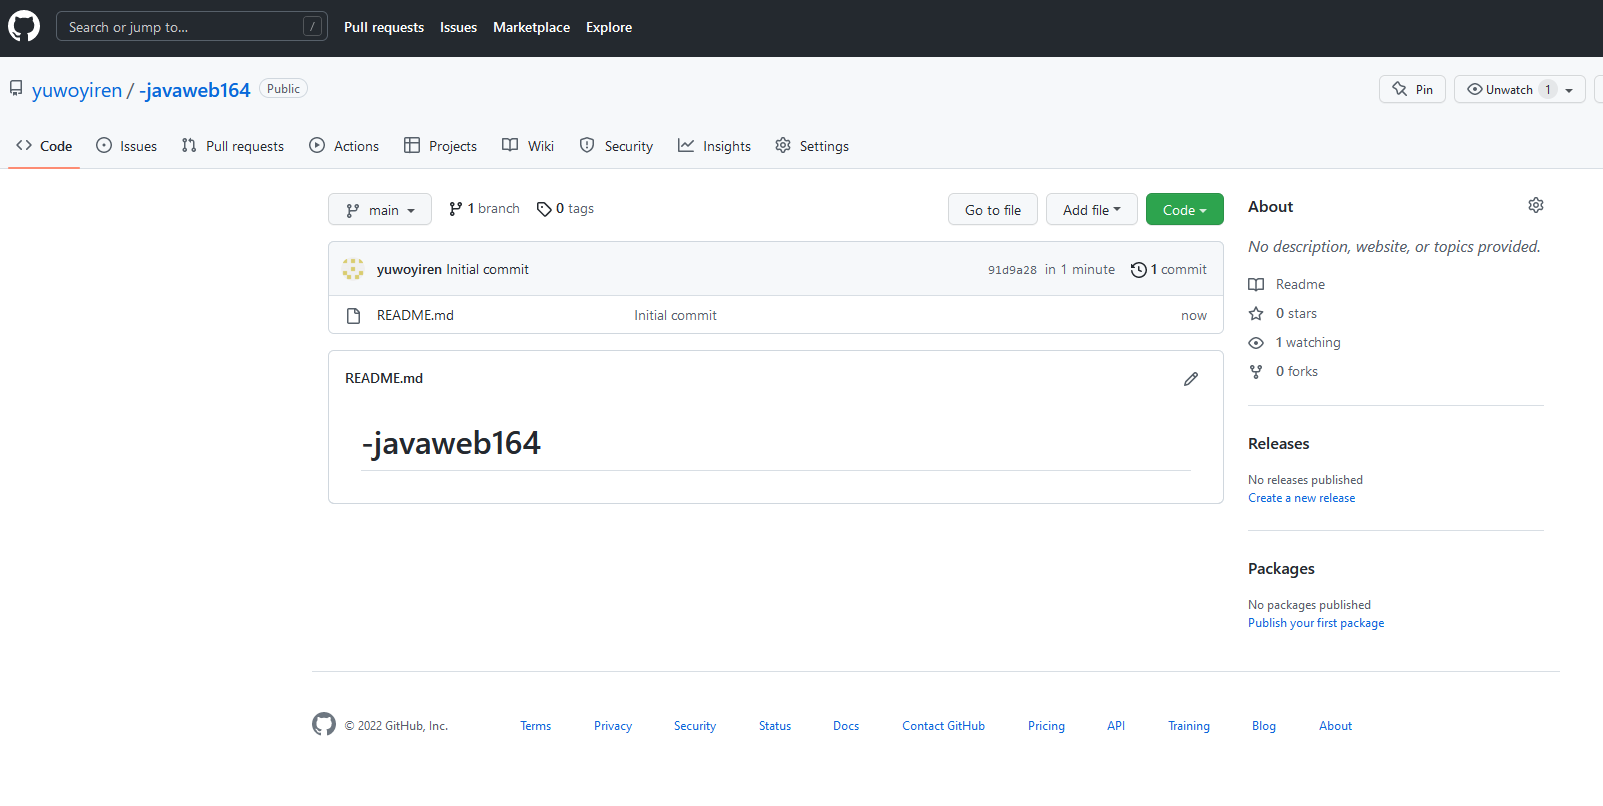 Search or jump to... /
Pull requests Issues Marketplace Explore
yuwoyiren / -javaweb164 Public
Pin Unwatch 1
Code Issues Pull requests Actions Projects Wiki Security Insights Settings
main 1 branch 0 tags Go to file Add file Code
yuwoyiren Initial commit 91d9a28 in 1 minute 1 commit
README.md Initial commit now
README.md
-javaweb164
About
No description, website, or topics provided.
Readme
0 stars
1 watching
0 forks
Releases
No releases published
Create a new release
Packages
No packages published
Publish your first package
© 2022 GitHub, Inc. Terms Privacy Security Status Docs Contact GitHub Pricing API Training Blog About